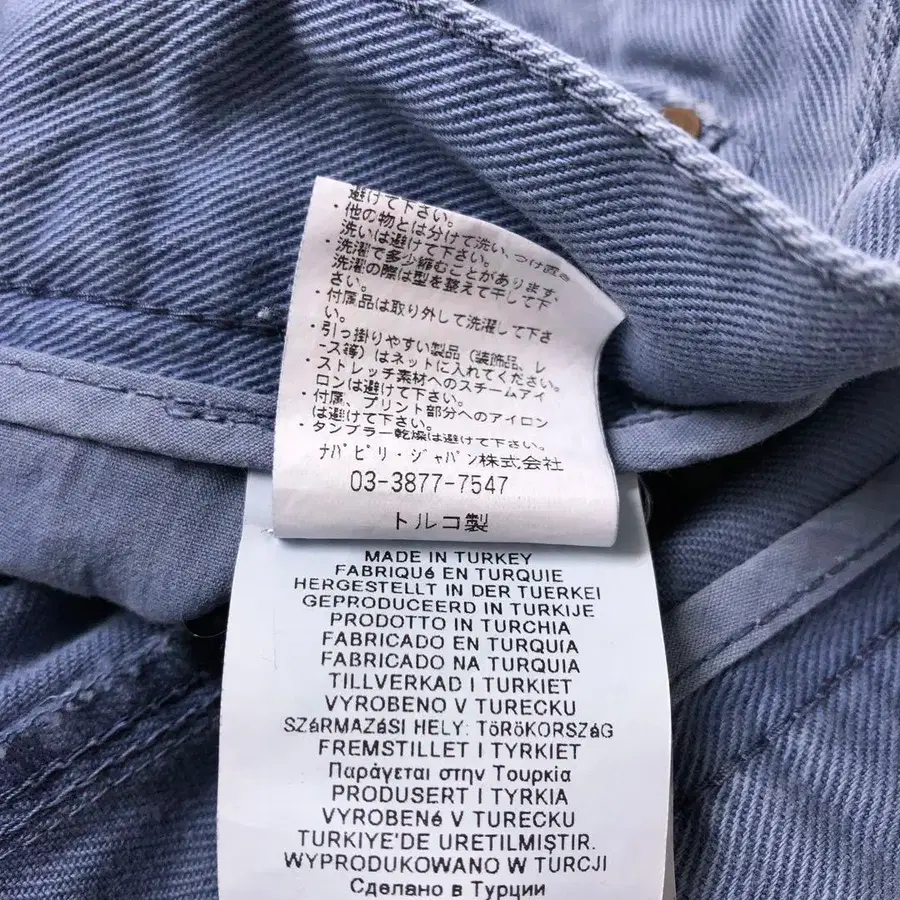 避けて下さい。
・他の物とは分けて洗い、つけ置き
洗いは避けて下さい。
・洗濯で多少縮むことがあります、
洗濯の際は型を整えて干して下
さい。
・付属品は取り外して洗濯して下さ
い。
・引っ掛りやすい製品（装飾品、レ
ース等）はネットに入れてください。
・ストレッチ素材へのスチームアイ
ロンは避けて下さい。
・付属、プリント部分へのアイロン
は避けて下さい。
・タンブラー乾燥は避けて下さい。
ナパピリ・ジャパン株式会社
03-3877-7547
トルコ製
MADE IN TURKEY
FABRIQUé EN TURQUIE
HERGESTELLT IN DER TUERKEI
GEPRODUCEERD IN TURKIJE
PRODOTTO IN TURCHIA
FABRICADO EN TURQUíA
FABRICADO NA TURQUIA
TILLVERKAD I TURKIET
VYROBENO V TURECKU
SZáRMAZáSI HELY: TöRöKORSZáG
FREMSTILLET I TYRKIET
Παράγεται στην Τουρκία
PRODUSERT I TYRKIA
VYROBENé V TURECKU
TURKIYE'DE URETILMISTIR.
WYPRODUKOWANO W TURCJI
Сделано в Турции